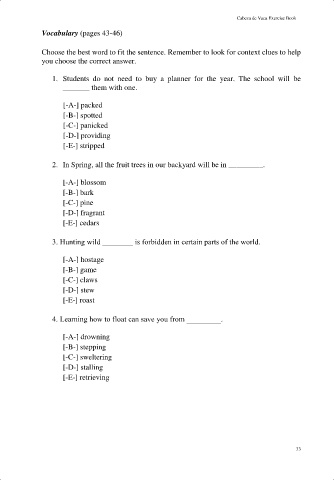 Cabeza de Vaca Exercise Book
Vocabulary (pages 43-46)
Choose the best word to fit the sentence. Remember to look for context clues to help
you choose the correct answer.
1. Students do not need to buy a planner for the year. The school will be
_______ them with one.
[-A-] packed
[-B-] spotted
[-C-] panicked
[-D-] providing
[-E-] stripped
2. In Spring, all the fruit trees in our backyard will be in _________.
[-A-] blossom
[-B-] bark
[-C-] pine
[-D-] fragrant
[-E-] cedars
3. Hunting wild ________ is forbidden in certain parts of the world.
[-A-] hostage
[-B-] game
[-C-] claws
[-D-] stew
[-E-] roast
4. Learning how to float can save you from _________.
[-A-] drowning
[-B-] stepping
[-C-] sweltering
[-D-] stalling
[-E-] retrieving